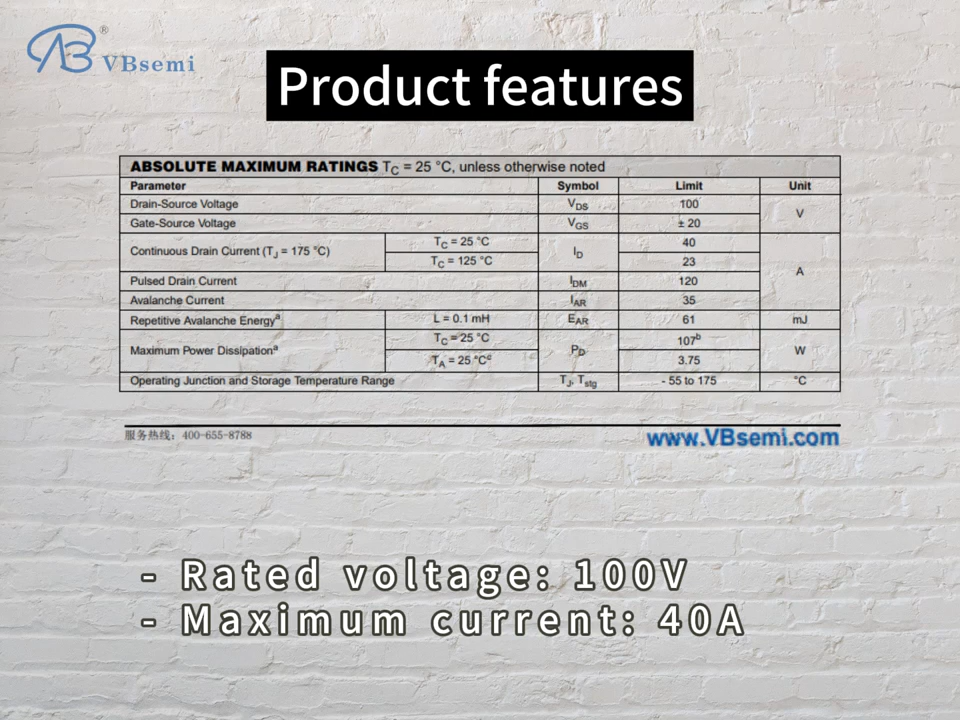 VBsemi®
Product features
ABSOLUTE MAXIMUM RATINGS TC = 25 °C, unless otherwise noted
Parameter Symbol Limit Unit
Drain-Source Voltage VDS 100 V
Gate-Source Voltage VGS ± 20
Continuous Drain Current (TJ = 175 °C) TC = 25 °C ID 40 A
TC = 125 °C 23
Pulsed Drain Current IDM 120
Avalanche Current IAR 35
Repetitive Avalanche Energyᵃ L = 0.1 mH EAR 61 mJ
Maximum Power Dissipationᵃ TC = 25 °C PD 107ᵇ W
TA = 25 °Cᶜ 3.75
Operating Junction and Storage Temperature Range TJ, Tstg - 55 to 175 °C
服务热线：400-655-8788 www.VBsemi.com
- Rated voltage: 100V
- Maximum current: 40A